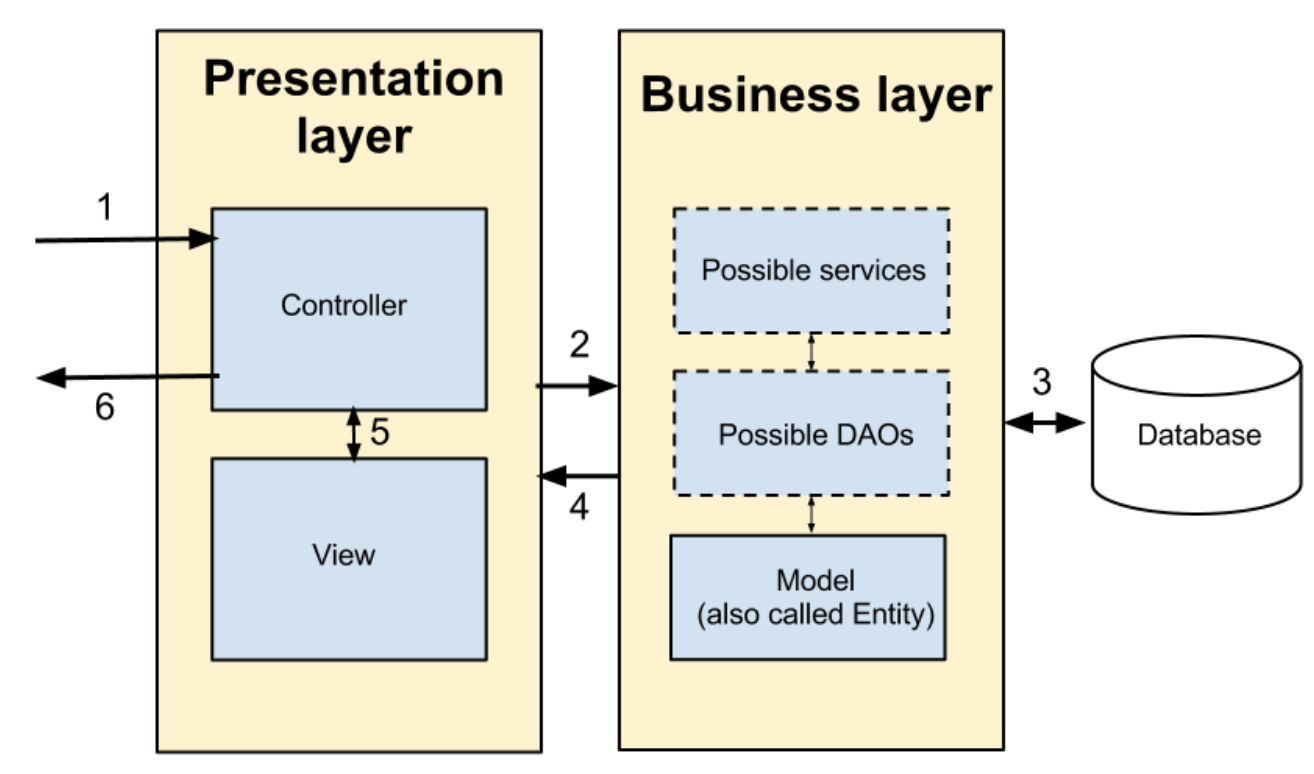 Presentation
layer
Business layer
1
Controller
6
5
View
2
4
Possible services
Possible DAOs
Model
(also called Entity)
3
Database